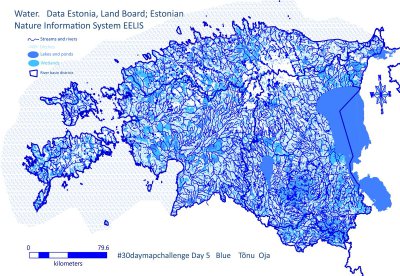 Water. Data Estonia, Land Board; Estonian
Nature Information System EELIS
Streams and rivers
Lakes and ponds
Wetlands
River basin districts
0 79.6
kilometers
#30daymapchallenge Day 5 Blue Tõnu Oja